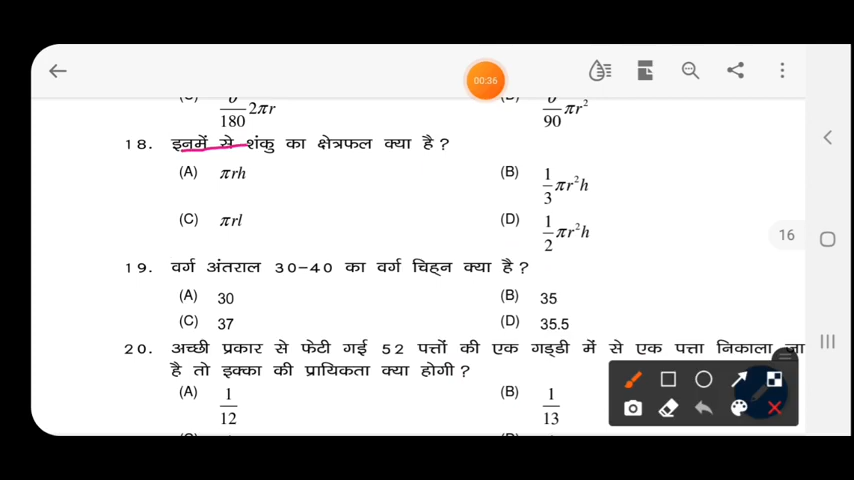 00:36
180 2πr
90 πr²
18. इनमें से शंकु का क्षेत्रफल क्या है ?
(A) πrh
(B) 1/3 πr²h
(C) πrl
(D) 1/2 πr²h
16
19. वर्ग अंतराल 30–40 का वर्ग चिह्न क्या है ?
(A) 30
(B) 35
(C) 37
(D) 35.5
20. अच्छी प्रकार से फेटी गई 52 पत्तों की एक गड्डी में से एक पत्ता निकाला जा
है तो इक्का की प्रायिकता क्या होगी ?
(A) 1/12
(B) 1/13